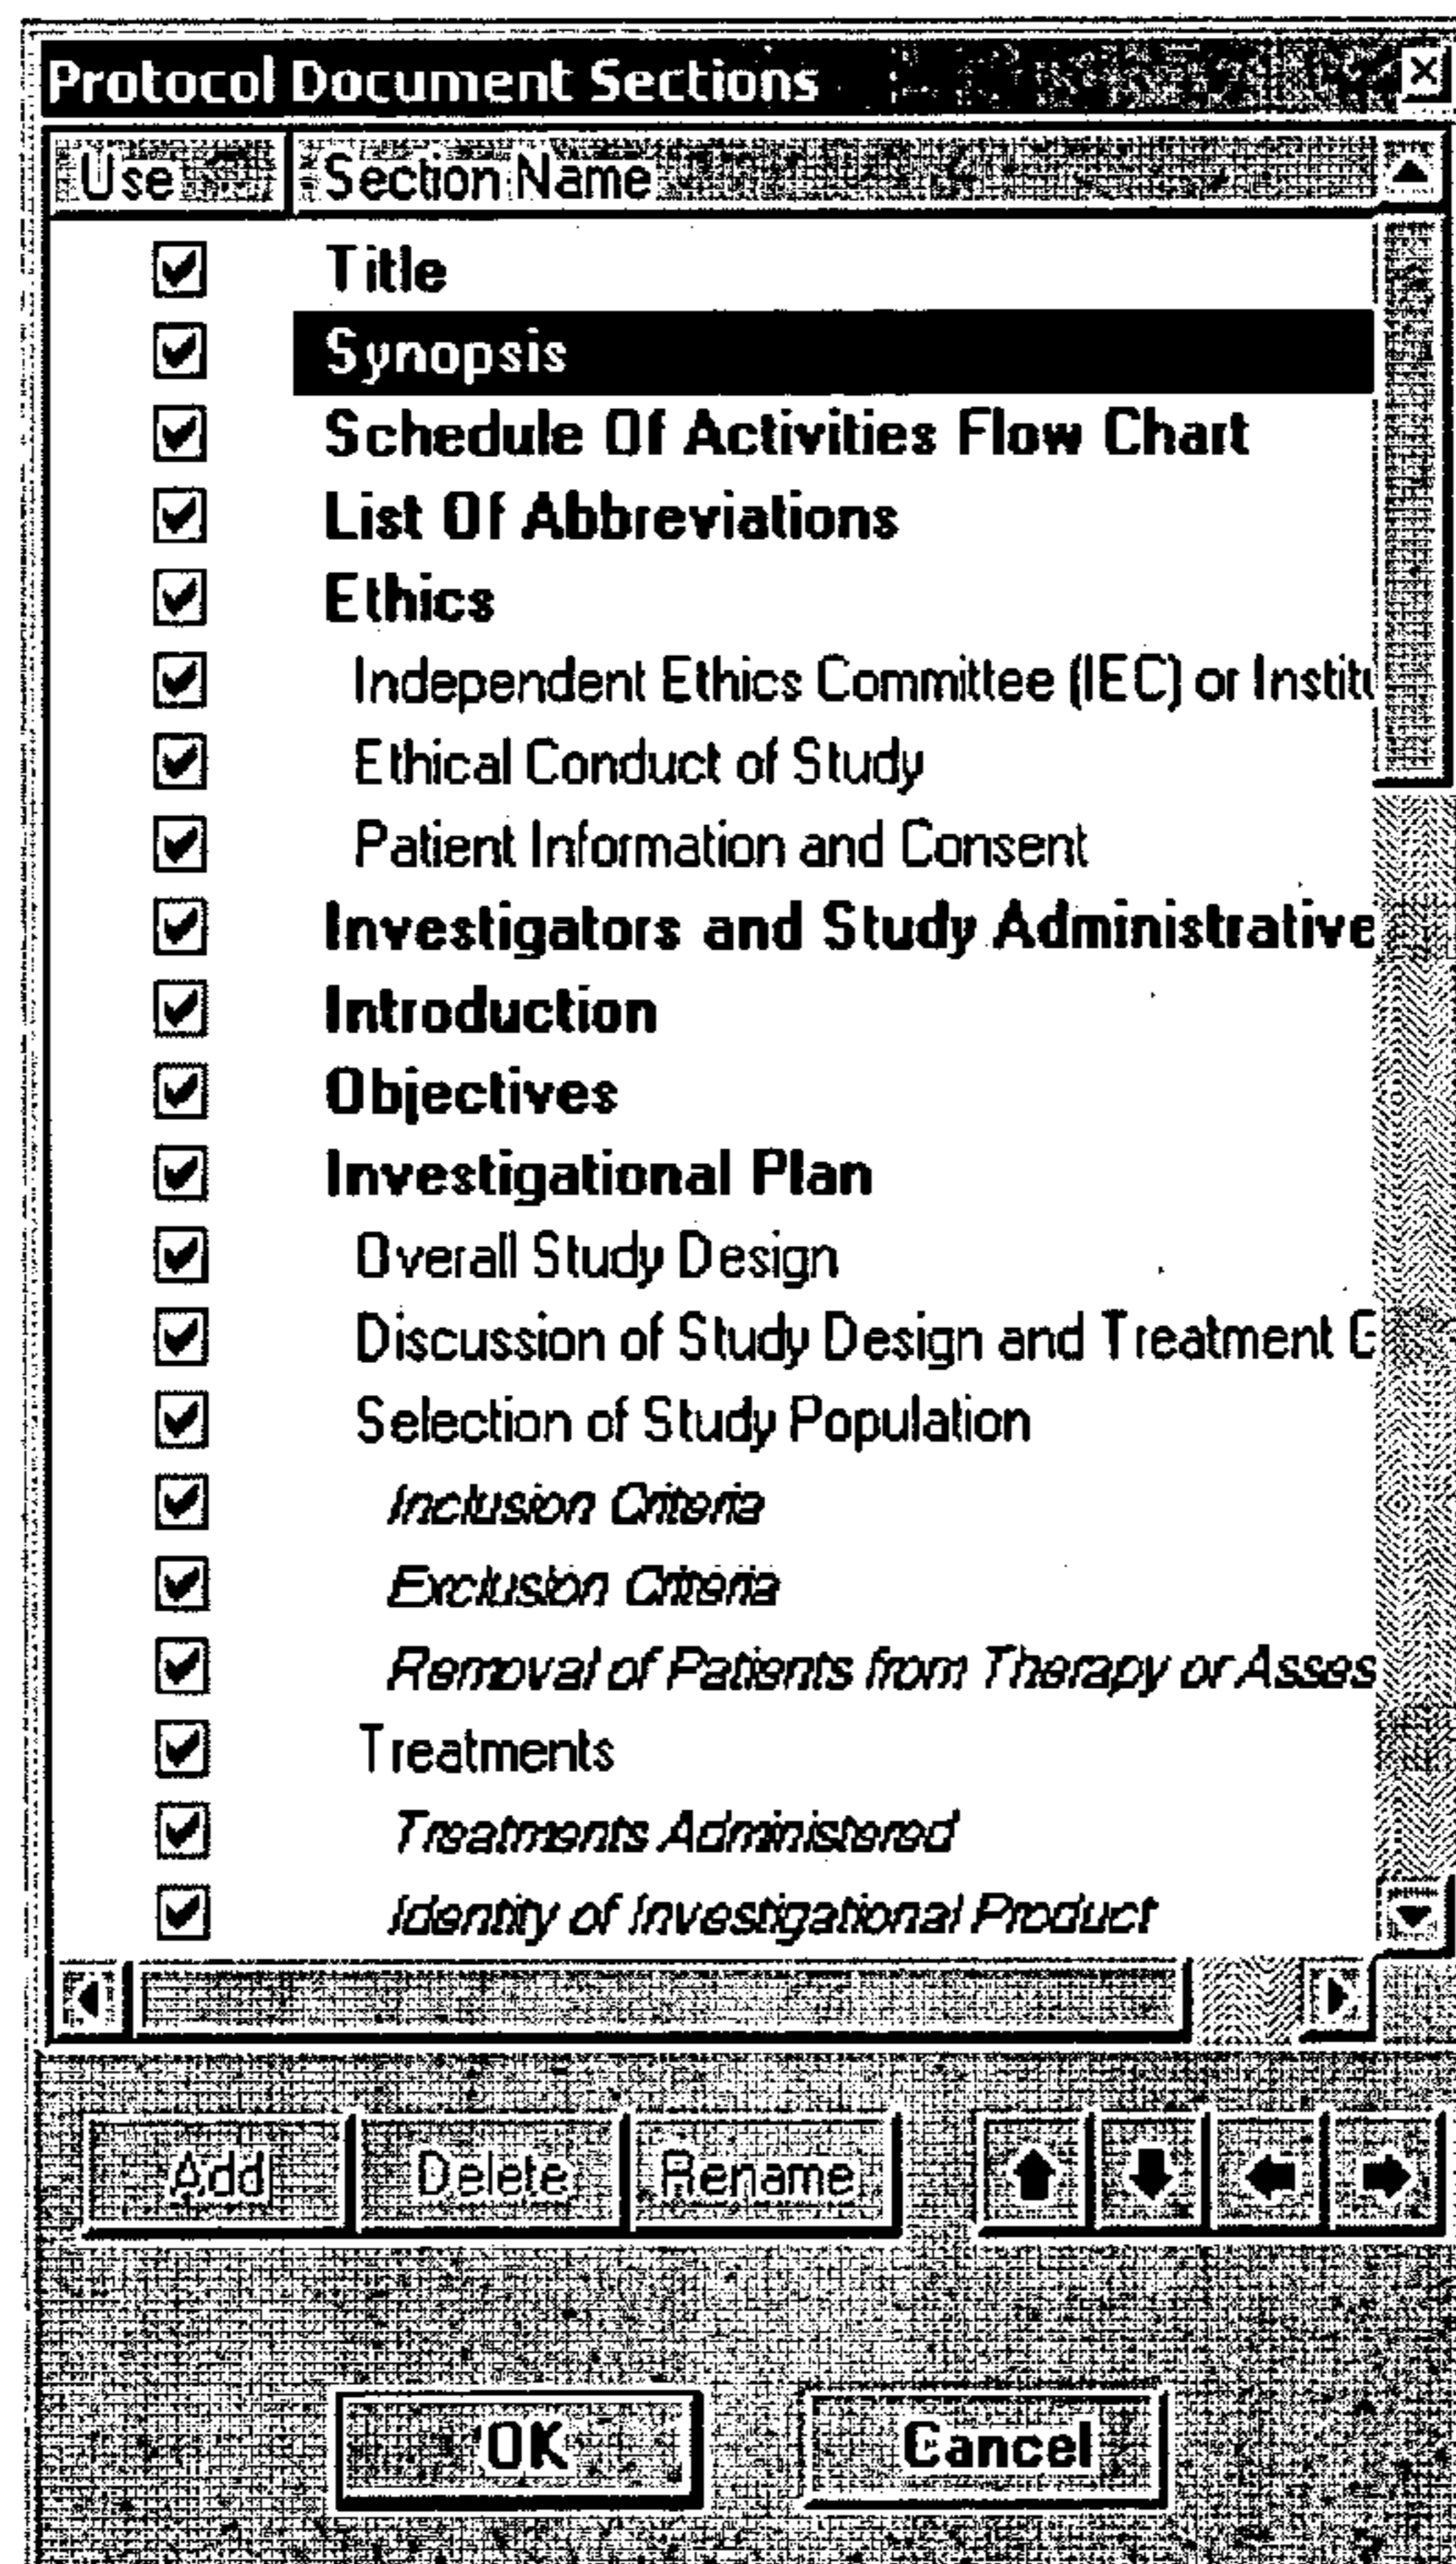 Protocol Document Sections
Use Section Name
Title
Synopsis
Schedule Of Activities Flow Chart
List Of Abbreviations
Ethics
Independent Ethics Committee (IEC) or Institu
Ethical Conduct of Study
Patient Information and Consent
Investigators and Study Administrative
Introduction
Objectives
Investigational Plan
Overall Study Design
Discussion of Study Design and Treatment G
Selection of Study Population
Inclusion Criteria
Exclusion Criteria
Removal of Patients from Therapy or Asses
Treatments
Treatments Administered
Identity of Investigational Product
Add Delete Rename
OK Cancel